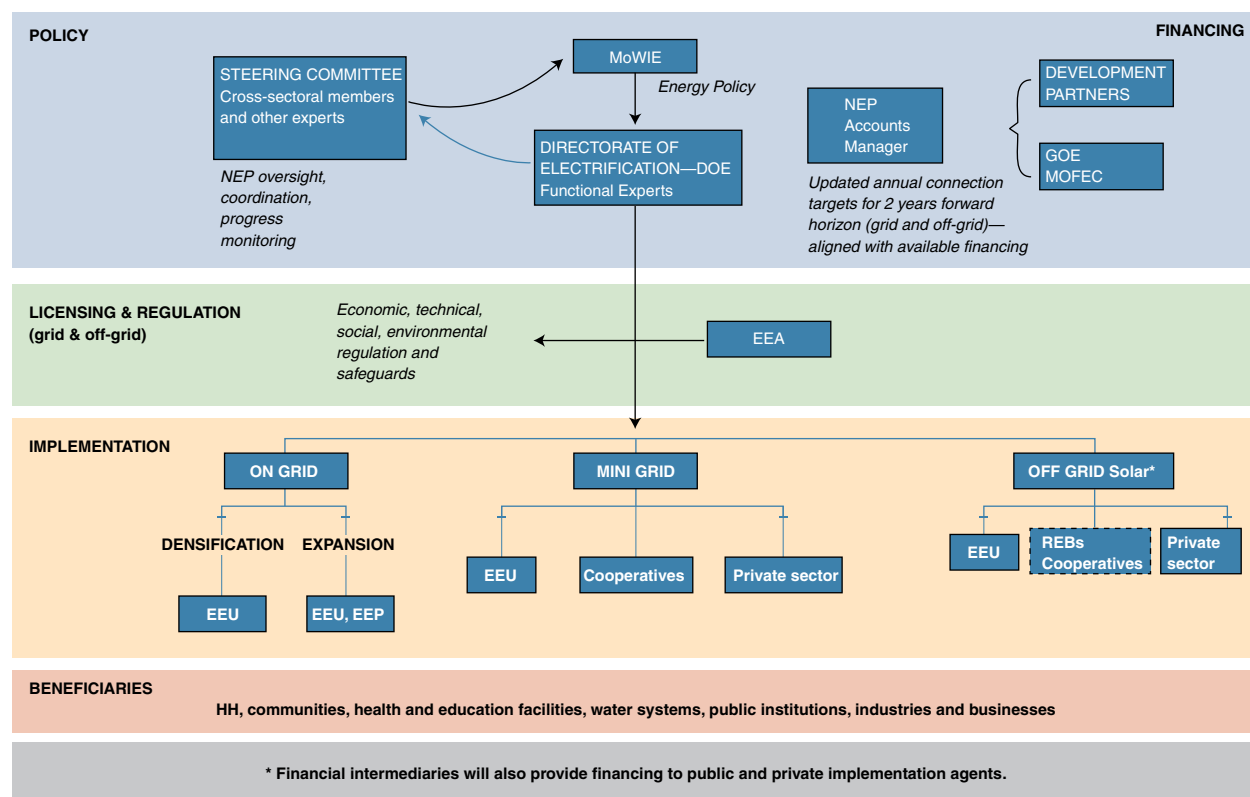 POLICY
FINANCING
STEERING COMMITTEE
Cross-sectoral members
and other experts
NEP oversight,
coordination,
progress
monitoring
MoWIE
Energy Policy
DIRECTORATE OF
ELECTRIFICATION—DOE
Functional Experts
NEP
Accounts
Manager
Updated annual connection
targets for 2 years forward
horizon (grid and off-grid)—
aligned with available financing
DEVELOPMENT
PARTNERS
GOE
MOFEC
LICENSING & REGULATION
(grid & off-grid)
Economic, technical,
social, environmental
regulation and
safeguards
EEA
IMPLEMENTATION
ON GRID
DENSIFICATION
EXPANSION
EEU
EEU, EEP
MINI GRID
EEU
Cooperatives
Private sector
OFF GRID Solar*
EEU
REBs
Cooperatives
Private
sector
BENEFICIARIES
HH, communities, health and education facilities, water systems, public institutions, industries and businesses
* Financial intermediaries will also provide financing to public and private implementation agents.